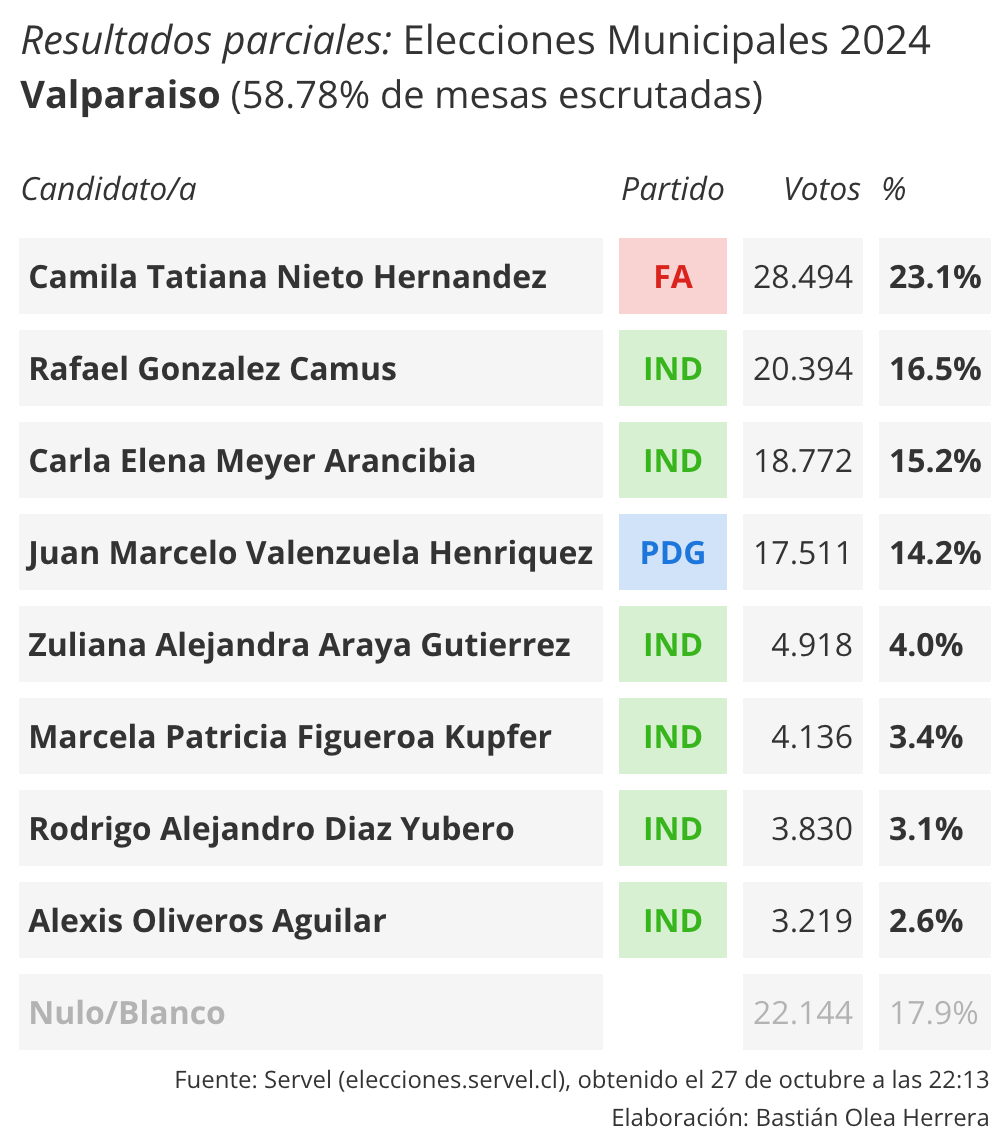 Resultados parciales: Elecciones Municipales 2024
Valparaiso (58.78% de mesas escrutadas)
Candidato/a Partido Votos %
Camila Tatiana Nieto Hernandez FA 28.494 23.1%
Rafael Gonzalez Camus IND 20.394 16.5%
Carla Elena Meyer Arancibia IND 18.772 15.2%
Juan Marcelo Valenzuela Henriquez PDG 17.511 14.2%
Zuliana Alejandra Araya Gutierrez IND 4.918 4.0%
Marcela Patricia Figueroa Kupfer IND 4.136 3.4%
Rodrigo Alejandro Diaz Yubero IND 3.830 3.1%
Alexis Oliveros Aguilar IND 3.219 2.6%
Nulo/Blanco 22.144 17.9%
Fuente: Servel (elecciones.servel.cl), obtenido el 27 de octubre a las 22:13
Elaboración: Bastián Olea Herrera